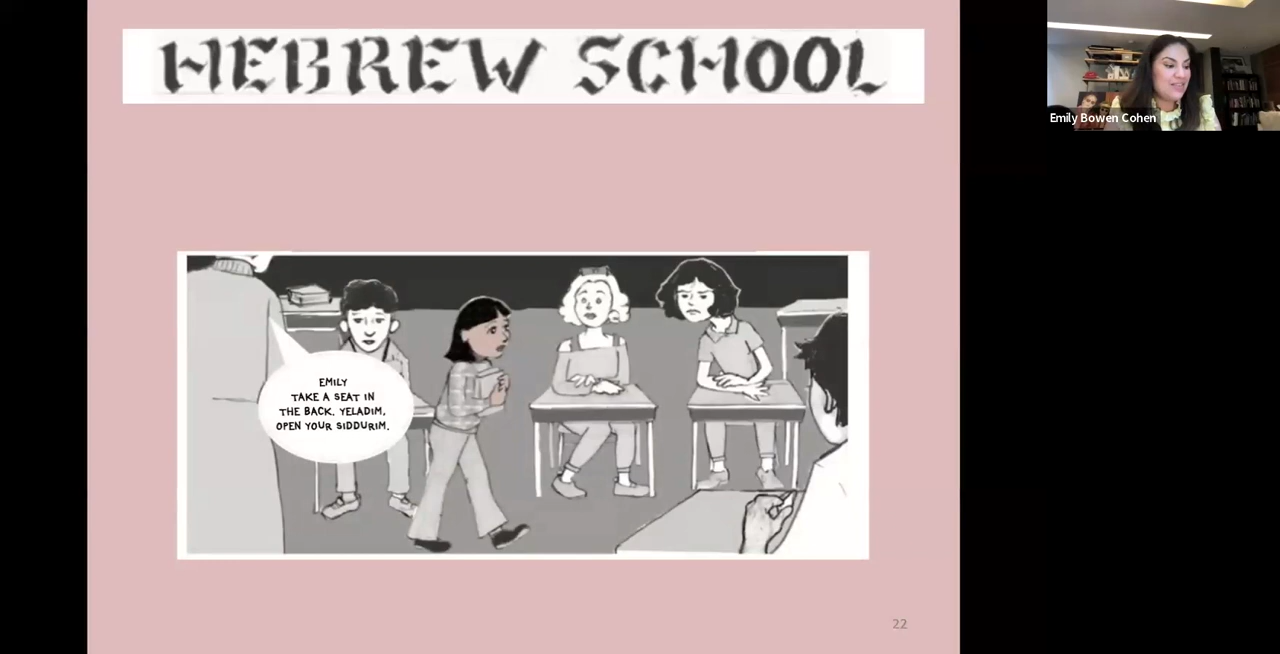 HEBREW SCHOOL
Emily Bowen Cohen
EMILY
TAKE A SEAT IN
THE BACK. YELADIM,
OPEN YOUR SIDDURIM.
22